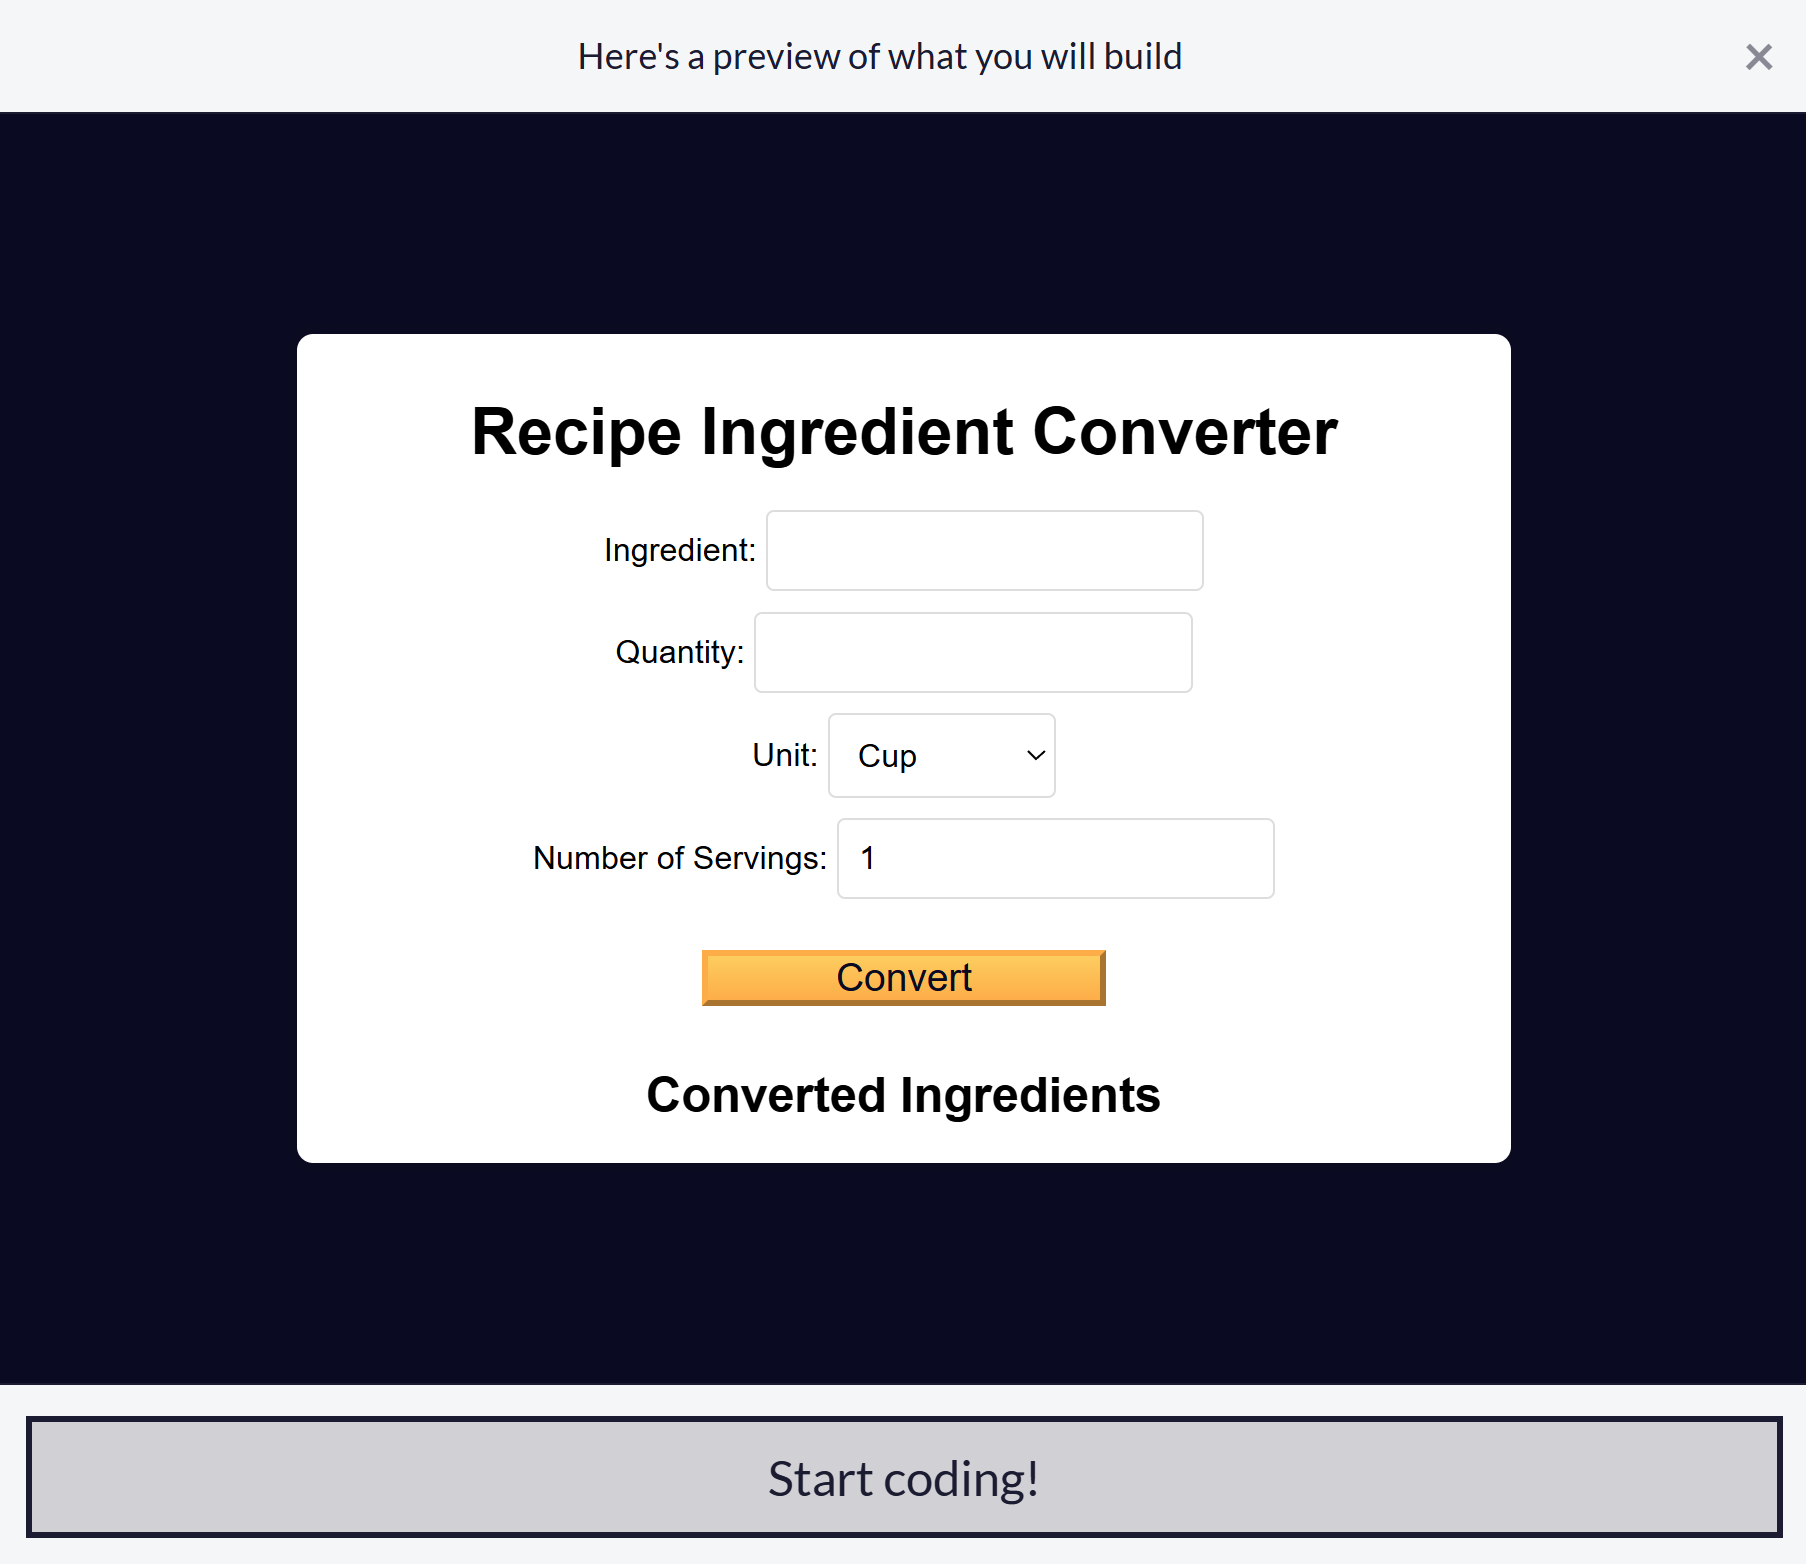 Here's a preview of what you will build
Recipe Ingredient Converter
Ingredient:
Quantity:
Unit: Cup
Number of Servings: 1
Convert
Converted Ingredients
Start coding!